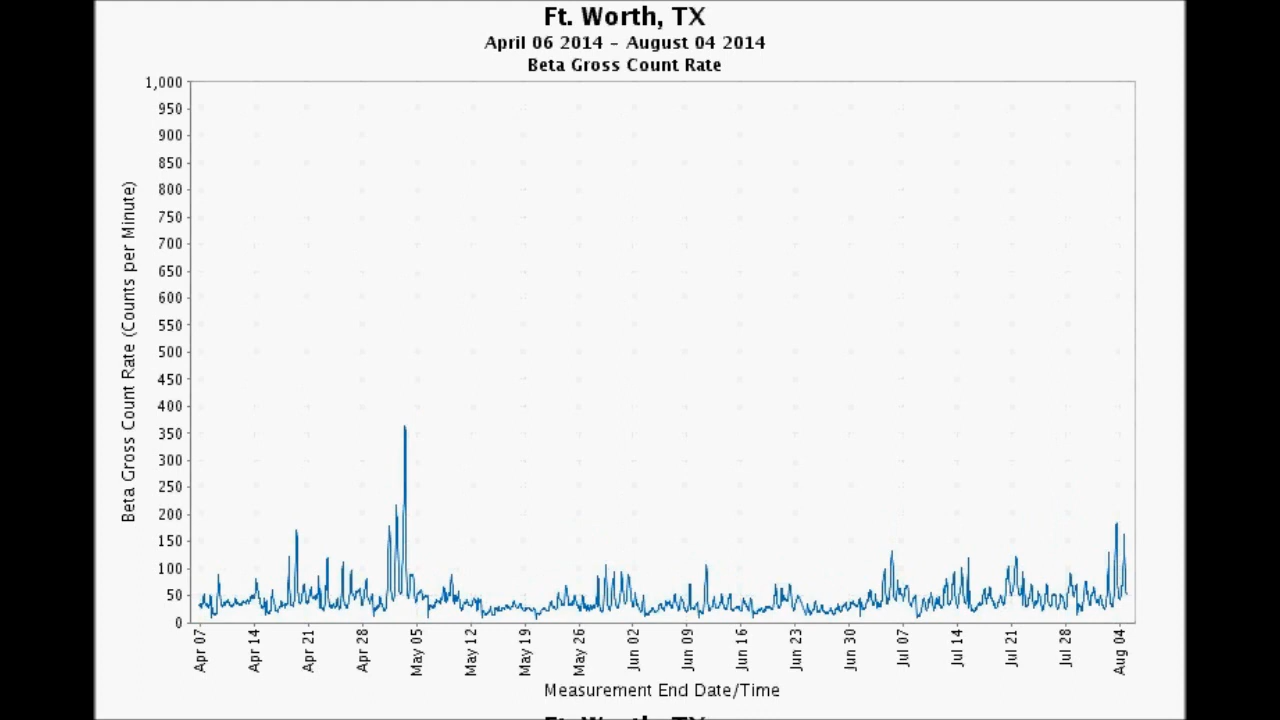 Ft. Worth, TX
April 06 2014 - August 04 2014
Beta Gross Count Rate
1,000
950
900
850
800
750
700
650
600
550
500
450
400
350
300
250
200
150
100
50
0
Beta Gross Count Rate (Counts per Minute)
Apr 07
Apr 14
Apr 21
Apr 28
May 05
May 12
May 19
May 26
Jun 02
Jun 09
Jun 16
Jun 23
Jun 30
Jul 07
Jul 14
Jul 21
Jul 28
Aug 04
Measurement End Date/Time
Ft. Worth, TX